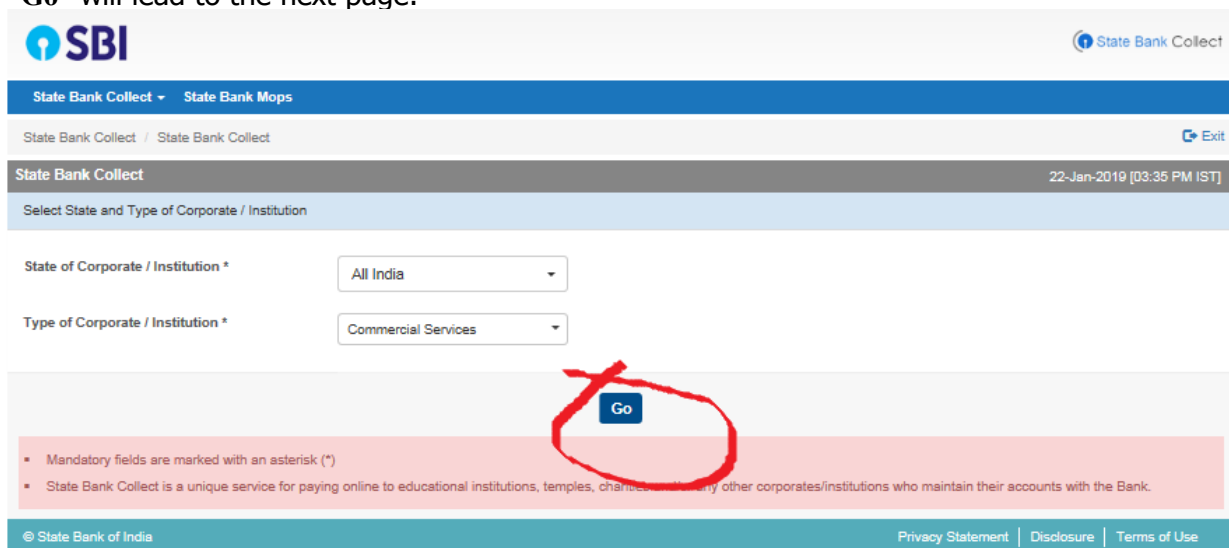 Go" will lead to the next page.
SBI
State Bank Collect
State Bank Collect State Bank Mops
State Bank Collect / State Bank Collect
Exit
State Bank Collect
22-Jan-2019 [03:35 PM IST]
Select State and Type of Corporate / Institution
State of Corporate / Institution *
All India
Type of Corporate / Institution *
Commercial Services
Go
Mandatory fields are marked with an asterisk (*)
State Bank Collect is a unique service for paying online to educational institutions, temples, any other corporates/institutions who maintain their accounts with the Bank.
© State Bank of India
Privacy Statement | Disclosure | Terms of Use